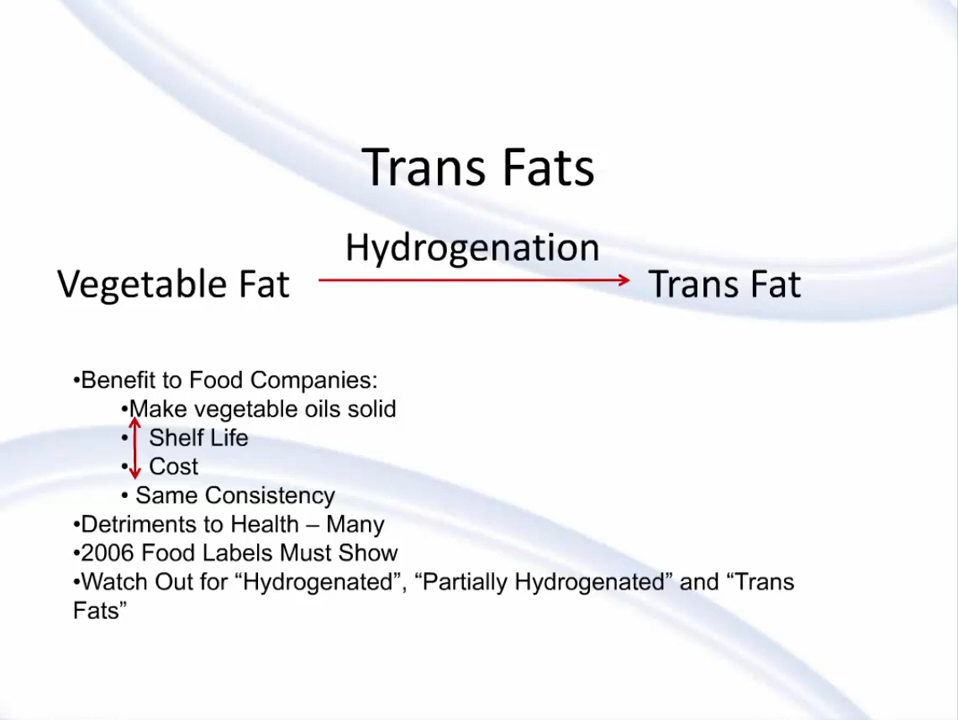 Trans Fats
Hydrogenation
Vegetable Fat
Trans Fat
•Benefit to Food Companies:
•Make vegetable oils solid
• Shelf Life
• Cost
• Same Consistency
•Detriments to Health – Many
•2006 Food Labels Must Show
•Watch Out for “Hydrogenated”, “Partially Hydrogenated” and “Trans
Fats”